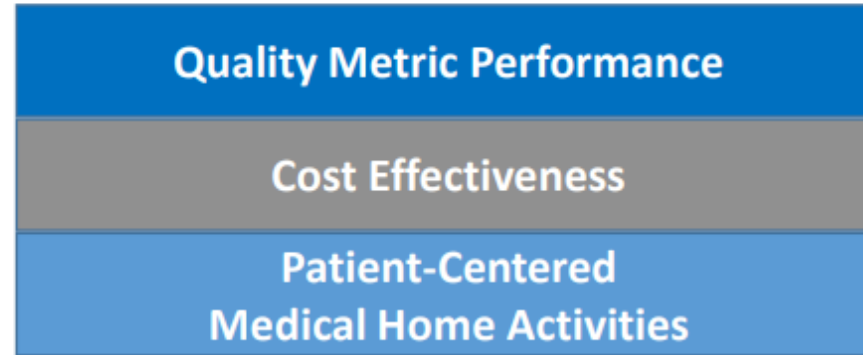 Quality Metric Performance
Cost Effectiveness
Patient-Centered
Medical Home Activities